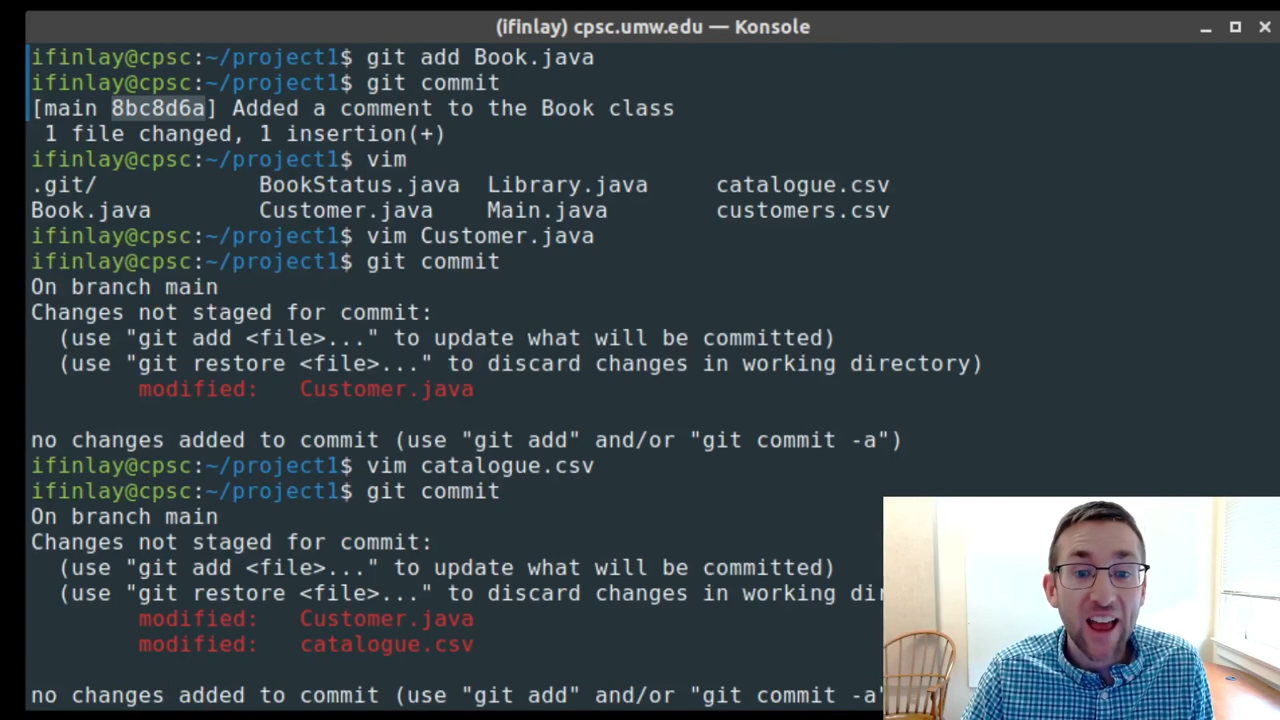 (ifinlay) cpsc.umw.edu — Konsole
ifinlay@cpsc:~/project1$ git add Book.java
ifinlay@cpsc:~/project1$ git commit
[main 8bc8d6a] Added a comment to the Book class
 1 file changed, 1 insertion(+)
ifinlay@cpsc:~/project1$ vim
.git/            BookStatus.java  Library.java     catalogue.csv
Book.java        Customer.java    Main.java        customers.csv
ifinlay@cpsc:~/project1$ vim Customer.java
ifinlay@cpsc:~/project1$ git commit
On branch main
Changes not staged for commit:
  (use "git add <file>..." to update what will be committed)
  (use "git restore <file>..." to discard changes in working directory)
        modified:   Customer.java
no changes added to commit (use "git add" and/or "git commit -a")
ifinlay@cpsc:~/project1$ vim catalogue.csv
ifinlay@cpsc:~/project1$ git commit
On branch main
Changes not staged for commit:
  (use "git add <file>..." to update what will be committed)
  (use "git restore <file>..." to discard changes in working dir
        modified:   Customer.java
        modified:   catalogue.csv
no changes added to commit (use "git add" and/or "git commit -a"